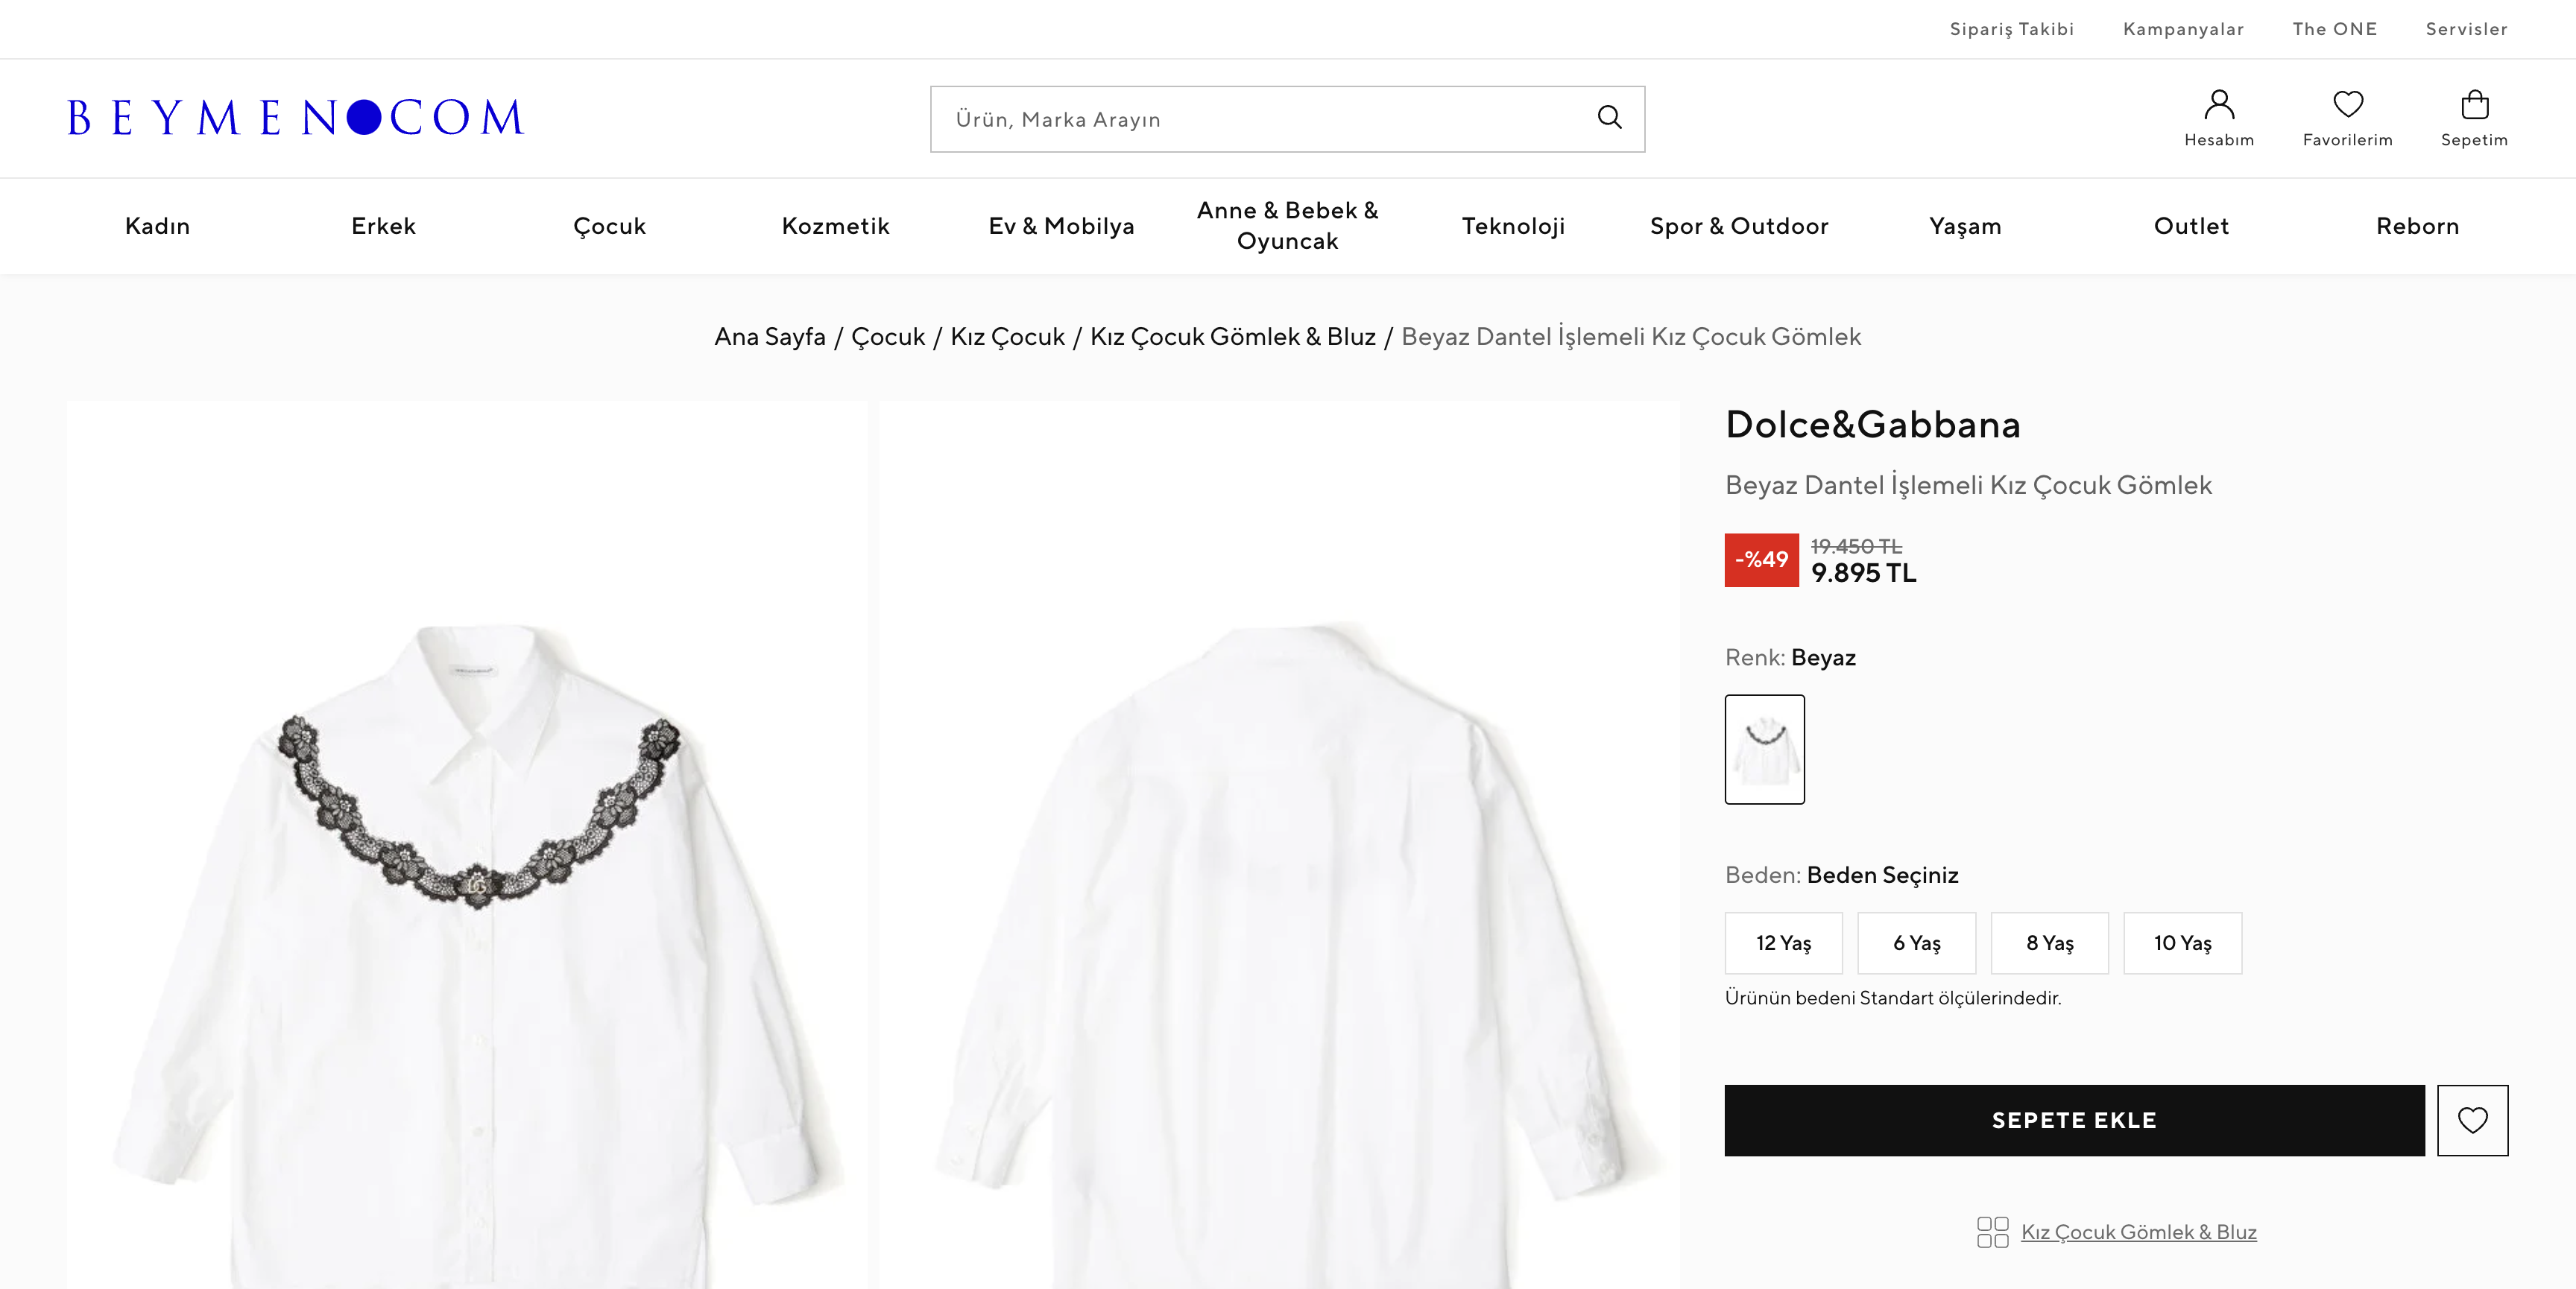 Sipariş Takibi Kampanyalar The ONE Servisler
BEYMEN COM
Ürün, Marka Arayın
Hesabım Favorilerim Sepetim
Kadın Erkek Çocuk Kozmetik Ev & Mobilya Anne & Bebek & Oyuncak Teknoloji Spor & Outdoor Yaşam Outlet Reborn
Ana Sayfa / Çocuk / Kız Çocuk / Kız Çocuk Gömlek & Bluz / Beyaz Dantel İşlemeli Kız Çocuk Gömlek
Dolce&Gabbana
Beyaz Dantel İşlemeli Kız Çocuk Gömlek
-%49
19.450 TL
9.895 TL
Renk: Beyaz
DG
Beden: Beden Seçiniz
12 Yaş 6 Yaş 8 Yaş 10 Yaş
Ürünün bedeni Standart ölçülerindedir.
SEPETE EKLE
Kız Çocuk Gömlek & Bluz